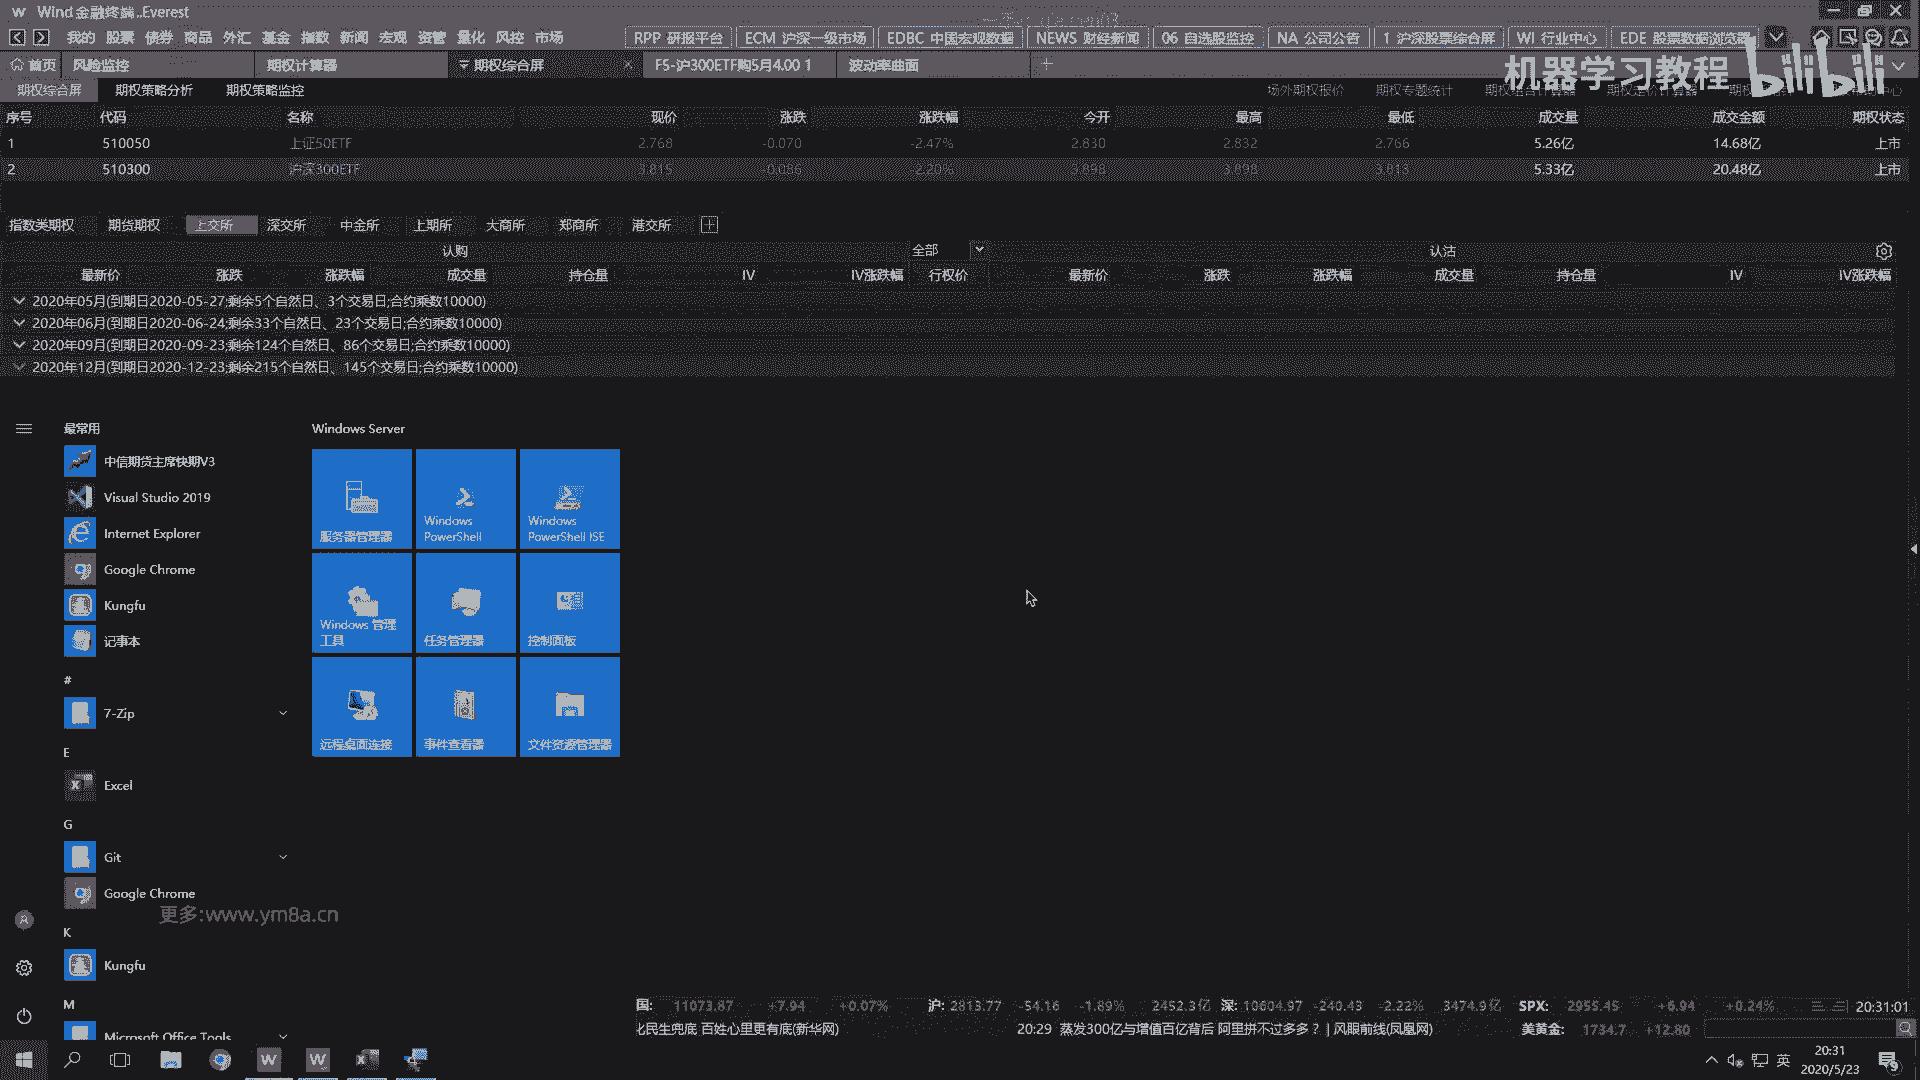 Wind 金融终端..Everest
我的 股票 债券 商品 外汇 基金 指数 新闻 宏观 资管 量化 风控 市场
RPP 研报平台 ECM 沪深一级市场 EDBC 中国宏观数据 NEWS 财经新闻 06 自选股监控 NA 公司公告 1 沪深股票综合屏 WI 行业中心 EDE 股票数据浏览器
首页 风险监控 期权计算器 期权综合屏 F5-沪300ETF购5月4.00 1 波动率曲面
机器学习教程 bilibili
期权综合屏 期权策略分析 期权策略监控 场外期权报价 期权专题统计
序号 代码 名称 现价 涨跌 涨跌幅 今开 最高 最低 成交量 成交金额 期权状态
1 510050 上证50ETF 2.768 -0.070 -2.47% 2.830 2.832 2.766 5.26亿 14.68亿 上市
2 510300 沪深300ETF 3.815 -0.086 -2.20% 3.898 3.898 3.813 5.33亿 20.48亿 上市
指数类期权 期货期权 上交所 深交所 中金所 上期所 大商所 郑商所 港交所
认购 全部 认沽
最新价 涨跌 涨跌幅 成交量 持仓量 IV IV涨跌幅 行权价 最新价 涨跌 涨跌幅 成交量 持仓量 IV IV涨跌幅
2020年05月(到期日2020-05-27;剩余5个自然日、3个交易日;合约乘数10000)
2020年06月(到期日2020-06-24;剩余33个自然日、23个交易日;合约乘数10000)
2020年09月(到期日2020-09-23;剩余124个自然日、86个交易日;合约乘数10000)
2020年12月(到期日2020-12-23;剩余215个自然日、145个交易日;合约乘数10000)
最常用
中信期货主席快期V3
Visual Studio 2019
Internet Explorer
Google Chrome
Kungfu
记事本
#
7-Zip
E
Excel
G
Git
Google Chrome
K
Kungfu
M
Microsoft Office Tools
Windows Server
服务器管理器
Windows PowerShell
Windows PowerShell ISE
Windows 管理工具
任务管理器
控制面板
远程桌面连接
事件查看器
文件资源管理器
更多:www.ym8a.cn
国: 11073.87 +7.94 +0.07% 沪: 2813.77 -54.16 -1.89% 2452.3亿 深: 10604.97 -240.43 -2.22% 3474.9亿 SPX: 2955.45 +6.94 +0.24% 20:31:01
民生兜底 百姓心里更有底(新华网) 20:29 蒸发300亿与增值百亿背后 阿里拼不过多多？ | 风眼前线(凤凰网) 美黄金: 1734.7 +12.80
英
20:31
2020/5/23